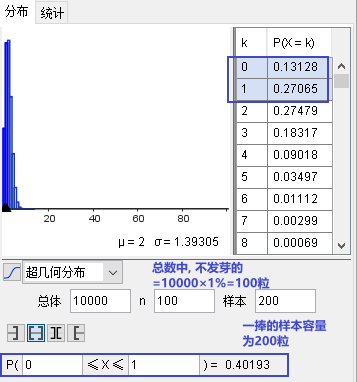 分布 统计
k P(X = k)
0 0.13128
1 0.27065
2 0.27479
3 0.18317
4 0.09018
5 0.03497
6 0.01112
7 0.00299
8 0.00069
20 40 60 80
μ = 2 σ = 1.39305
超几何分布
总数中, 不发芽的
=10000×1%=100粒
总体 10000 n 100 样本 200
一捧的样本容量
为200粒
P( 0 ≤ X ≤ 1 ) = 0.40193